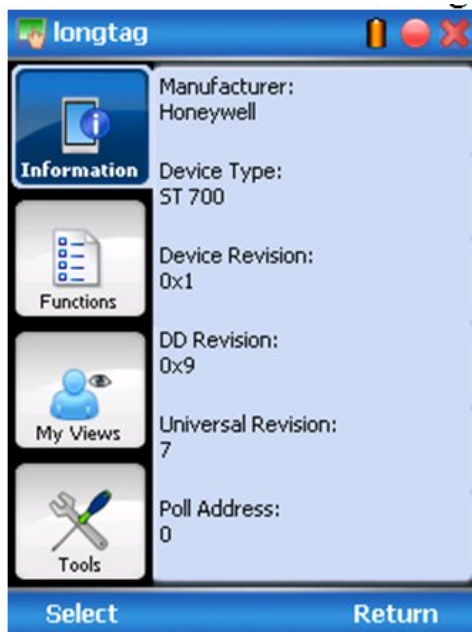 longtag
Information
Functions
My Views
Tools
Manufacturer:
Honeywell
Device Type:
ST 700
Device Revision:
0x1
DD Revision:
0x9
Universal Revision:
7
Poll Address:
0
Select
Return